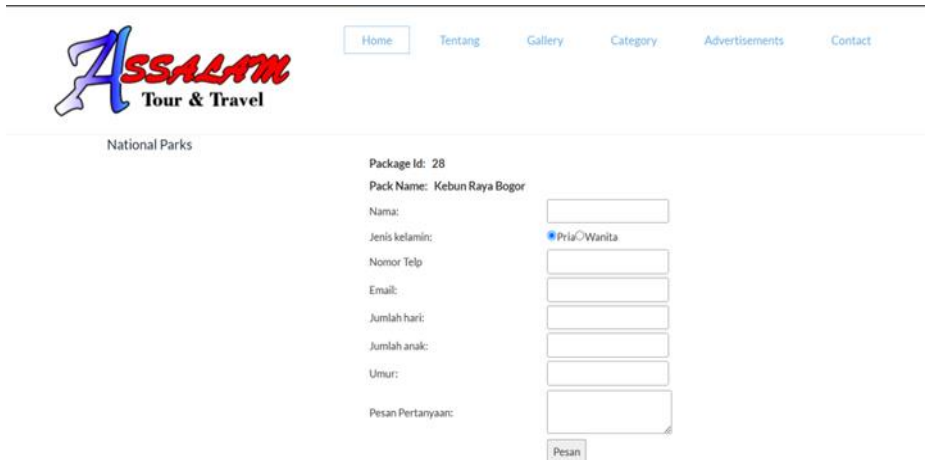 ASSALAM
Tour & Travel
Home Tentang Gallery Category Advertisements Contact
National Parks
Package Id: 28
Pack Name: Kebun Raya Bogor
Nama:
Jenis kelamin: Pria Wanita
Nomor Telp
Email:
Jumlah hari:
Jumlah anak:
Umur:
Pesan Pertanyaan:
Pesan